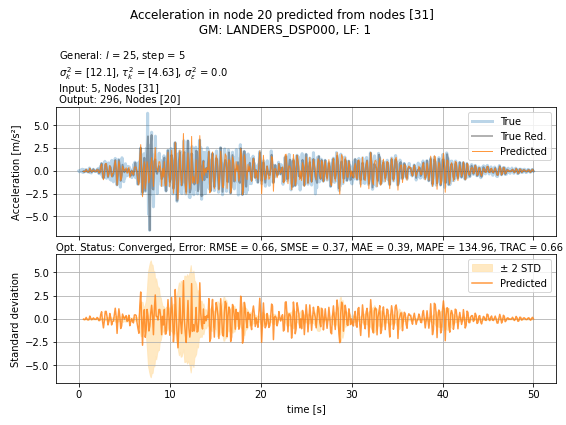 Acceleration in node 20 predicted from nodes [31]
GM: LANDERS_DSP000, LF: 1
General: l = 25, step = 5
σ²ₖ = [12.1], τ²ₖ = [4.63], σ²ε = 0.0
Input: 5, Nodes [31]
Output: 296, Nodes [20]
Acceleration [m/s²]
5.0
2.5
0.0
−2.5
−5.0
True
True Red.
Predicted
Opt. Status: Converged, Error: RMSE = 0.66, SMSE = 0.37, MAE = 0.39, MAPE = 134.96, TRAC = 0.66
Standard deviation
5.0
2.5
0.0
−2.5
−5.0
± 2 STD
Predicted
0 10 20 30 40 50
time [s]